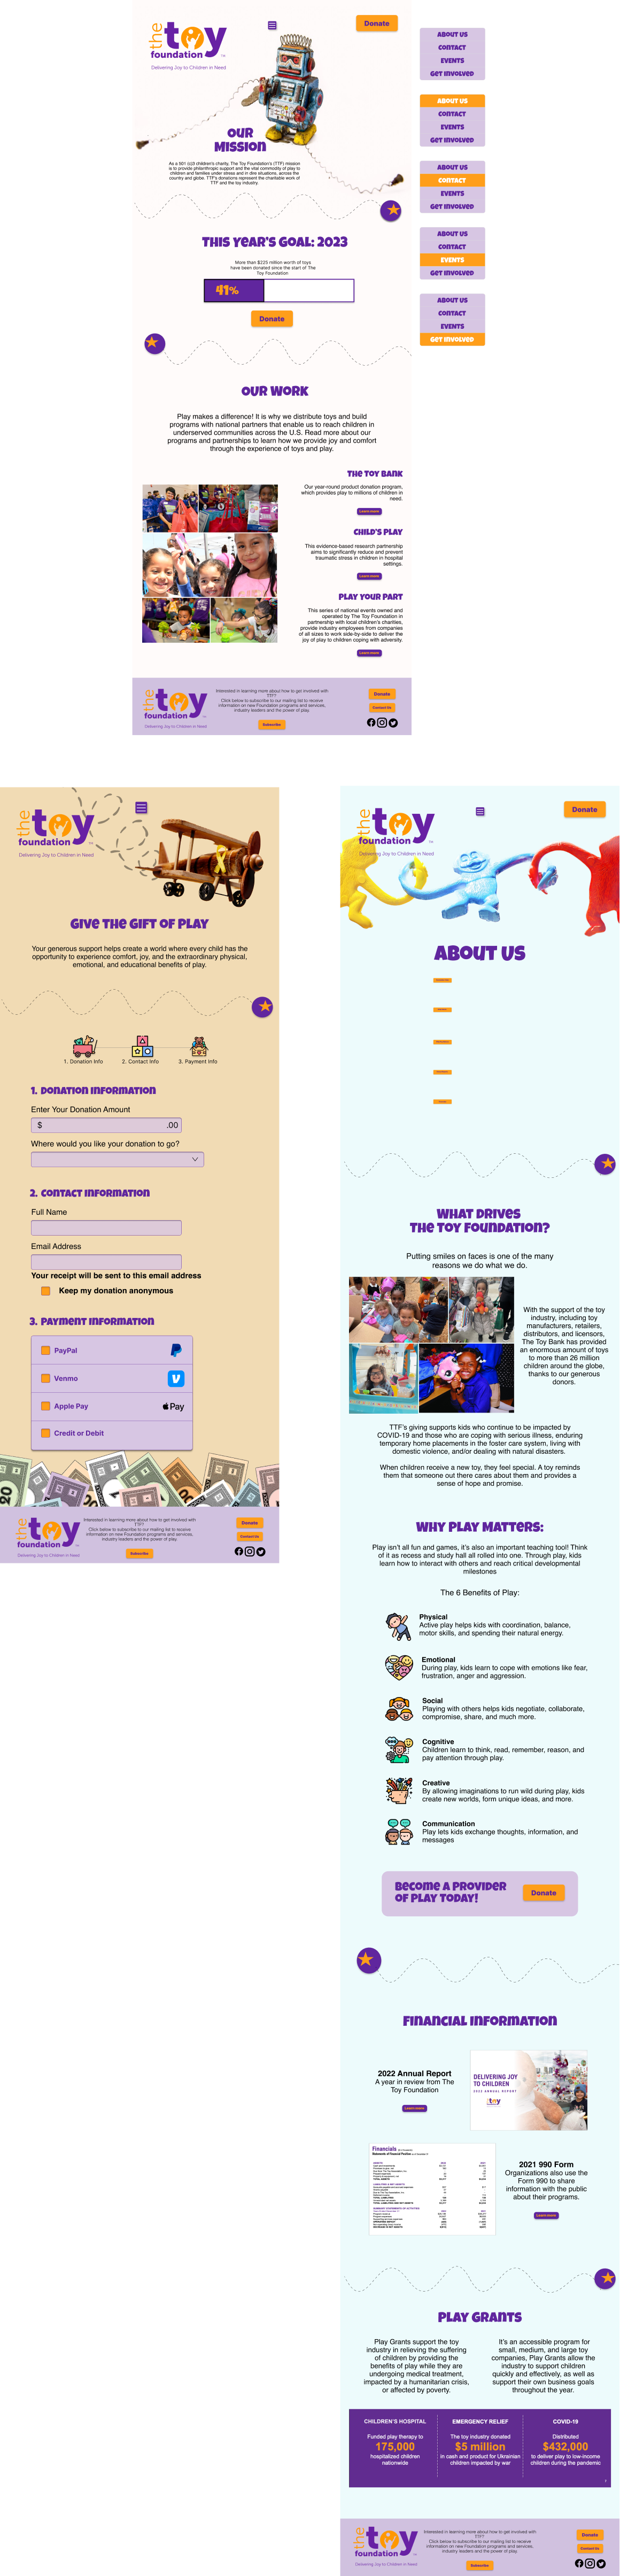 the
toy
foundation
Delivering Joy to Children in Need
Donate
OUR
MISSION
As a 501 (c)3 children's charity, The Toy Foundation's (TTF) mission
is to provide philanthropic support and the vital commodity of play to
children and families under stress and in dire situations, across the
country and globe. TTF's donations represent the charitable work of
TTF and the toy industry.
THIS YEAR'S GOAL: 2023
More than $225 million worth of toys
have been donated since the start of The
Toy Foundation
41%
Donate
OUR WORK
Play makes a difference! It is why we distribute toys and build
programs with national partners that enable us to reach children in
underserved communities across the U.S. Read more about our
programs and partnerships to learn how we provide joy and comfort
through the experience of toys and play.
THE TOY BANK
Our year-round product donation program,
which provides play to millions of children in
need.
Learn more
CHILD'S PLAY
This evidence-based research partnership
aims to significantly reduce and prevent
traumatic stress in children in hospital
settings.
Learn more
PLAY YOUR PART
This series of national events owned and
operated by The Toy Foundation in
partnership with local children's charities,
provide industry employees from companies
of all sizes to work side-by-side to deliver the
joy of play to children coping with adversity.
Learn more
the
toy
foundation
Delivering Joy to Children in Need
Interested in learning more about how to get involved with
TTF?
Click below to subscribe to our mailing list to receive
information on new Foundation programs and services,
industry leaders and the power of play.
Subscribe
Donate
Contact Us
ABOUT US
CONTACT
EVENTS
GET INVOLVED
ABOUT US
CONTACT
EVENTS
GET INVOLVED
ABOUT US
CONTACT
EVENTS
GET INVOLVED
ABOUT US
CONTACT
EVENTS
GET INVOLVED
ABOUT US
CONTACT
EVENTS
GET INVOLVED
the
toy
foundation
Delivering Joy to Children in Need
GIVE THE GIFT OF PLAY
Your generous support helps create a world where every child has the
opportunity to experience comfort, joy, and the extraordinary physical,
emotional, and educational benefits of play.
1. Donation Info
2. Contact Info
3. Payment Info
1. DONATION INFORMATION
Enter Your Donation Amount
$ .00
Where would you like your donation to go?
2. CONTACT INFORMATION
Full Name
Email Address
Your receipt will be sent to this email address
Keep my donation anonymous
3. PAYMENT INFORMATION
PayPal
Venmo
Apple Pay
Pay
Credit or Debit
the
toy
foundation
Delivering Joy to Children in Need
Interested in learning more about how to get involved with
TTF?
Click below to subscribe to our mailing list to receive
information on new Foundation programs and services,
industry leaders and the power of play.
Subscribe
Donate
Contact Us
the
toy
foundation
Delivering Joy to Children in Need
Donate
ABOUT US
WHAT DRIVES
THE TOY FOUNDATION?
Putting smiles on faces is one of the many
reasons we do what we do.
With the support of the toy
industry, including toy
manufacturers, retailers,
distributors, and licensors,
The Toy Bank has provided
an enormous amount of toys
to more than 26 million
children around the globe,
thanks to our generous
donors.
TTF's giving supports kids who continue to be impacted by
COVID-19 and those who are coping with serious illness, enduring
temporary home placements in the foster care system, living with
domestic violence, and/or dealing with natural disasters.
When children receive a new toy, they feel special. A toy reminds
them that someone out there cares about them and provides a
sense of hope and promise.
WHY PLAY MATTERS:
Play isn't all fun and games, it's also an important teaching tool! Think
of it as recess and study hall all rolled into one. Through play, kids
learn how to interact with others and reach critical developmental
milestones
The 6 Benefits of Play:
Physical
Active play helps kids with coordination, balance,
motor skills, and spending their natural energy.
Emotional
During play, kids learn to cope with emotions like fear,
frustration, anger and aggression.
Social
Playing with others helps kids negotiate, collaborate,
compromise, share, and much more.
Cognitive
Children learn to think, read, remember, reason, and
pay attention through play.
Creative
By allowing imaginations to run wild during play, kids
create new worlds, form unique ideas, and more.
Communication
Play lets kids exchange thoughts, information, and
messages
BECOME A PROVIDER
OF PLAY TODAY!
Donate
FINANCIAL INFORMATION
2022 Annual Report
A year in review from The
Toy Foundation
Learn more
DELIVERING JOY
TO CHILDREN
2022 ANNUAL REPORT
toy
Financials
2021 990 Form
Organizations also use the
Form 990 to share
information with the public
about their programs.
Learn more
PLAY GRANTS
Play Grants support the toy
industry in relieving the suffering
of children by providing the
benefits of play while they are
undergoing medical treatment,
impacted by a humanitarian crisis,
or affected by poverty.
It's an accessible program for
small, medium, and large toy
companies, Play Grants allow the
industry to support children
quickly and effectively, as well as
support their own business goals
throughout the year.
CHILDREN'S HOSPITAL
Funded play therapy to
175,000
hospitalized children
nationwide
EMERGENCY RELIEF
The toy industry donated
$5 million
in cash and product for Ukrainian
children impacted by war
COVID-19
Distributed
$432,000
to deliver play to low-income
children during the pandemic
the
toy
foundation
Delivering Joy to Children in Need
Interested in learning more about how to get involved with
TTF?
Click below to subscribe to our mailing list to receive
information on new Foundation programs and services,
industry leaders and the power of play.
Subscribe
Donate
Contact Us